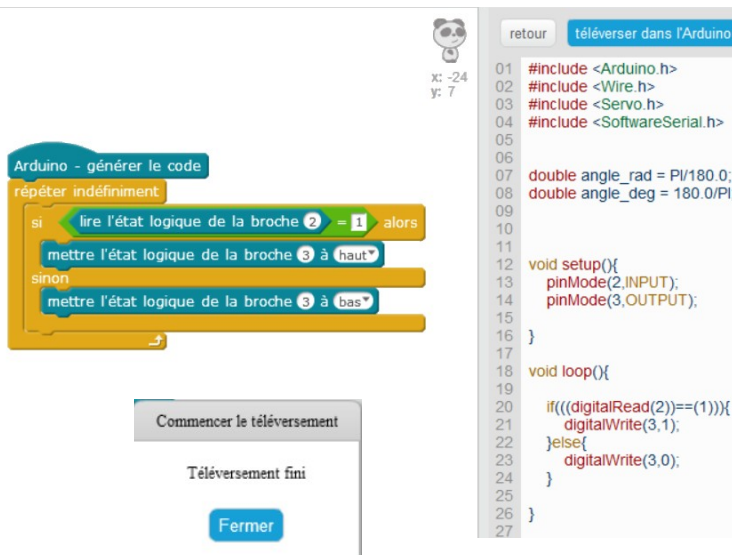 x: -24
y: 7
Arduino - générer le code
répéter indéfiniment
si lire l'état logique de la broche 2 = 1 alors
mettre l'état logique de la broche 3 à haut
sinon
mettre l'état logique de la broche 3 à bas
Commencer le téléversement
Téléversement fini
Fermer
retour téléverser dans l'Arduino
01 #include <Arduino.h>
02 #include <Wire.h>
03 #include <Servo.h>
04 #include <SoftwareSerial.h>
05
06
07 double angle_rad = PI/180.0;
08 double angle_deg = 180.0/PI
09
10
11
12 void setup(){
13 pinMode(2,INPUT);
14 pinMode(3,OUTPUT);
15
16 }
17
18 void loop(){
19
20 if(((digitalRead(2))==(1))){
21 digitalWrite(3,1);
22 }else{
23 digitalWrite(3,0);
24 }
25
26 }
27